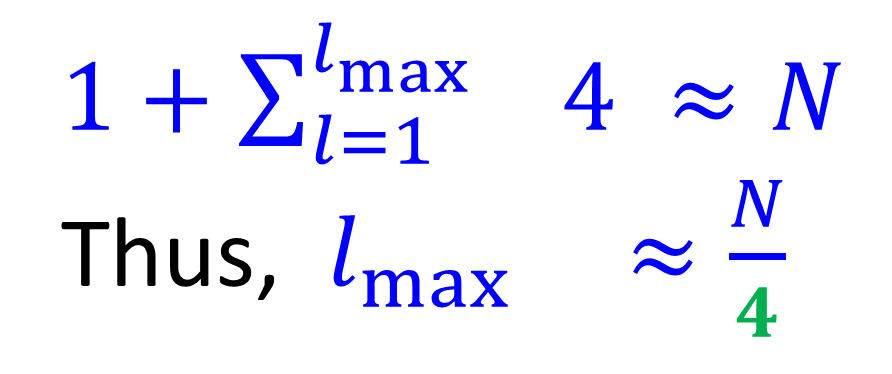 1 + ∑_{l=1}^{l_max} 4 ≈ N
Thus, l_max ≈ N/4